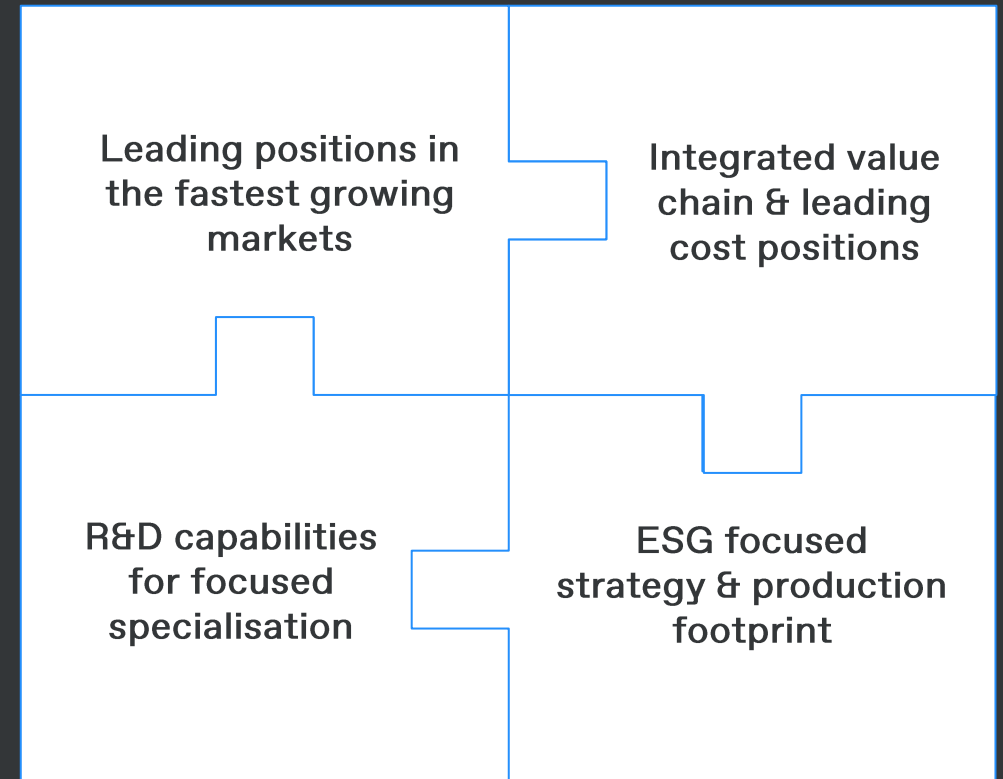 Leading positions in
the fastest growing
markets
Integrated value
chain & leading
cost positions
R&D capabilities
for focused
specialisation
ESG focused
strategy & production
footprint